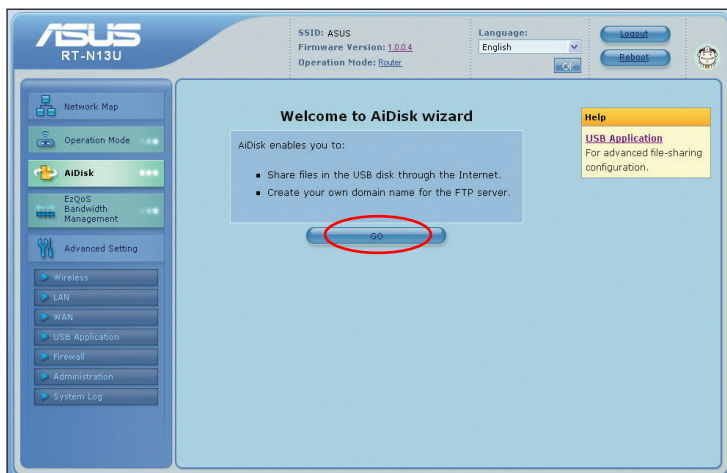 ASUS
RT-N13U
SSID: ASUS
Firmware Version: 1.0.0.4
Operation Mode: Router
Language:
English
OK
Logout
Reboot
Network Map
Operation Mode
AiDisk
EzQoS
Bandwidth
Management
Advanced Setting
Wireless
LAN
WAN
USB Application
Firewall
Administration
System Log
Welcome to AiDisk wizard
AiDisk enables you to:
Share files in the USB disk through the Internet.
Create your own domain name for the FTP server.
GO
Help
USB Application
For advanced file-sharing
configuration.